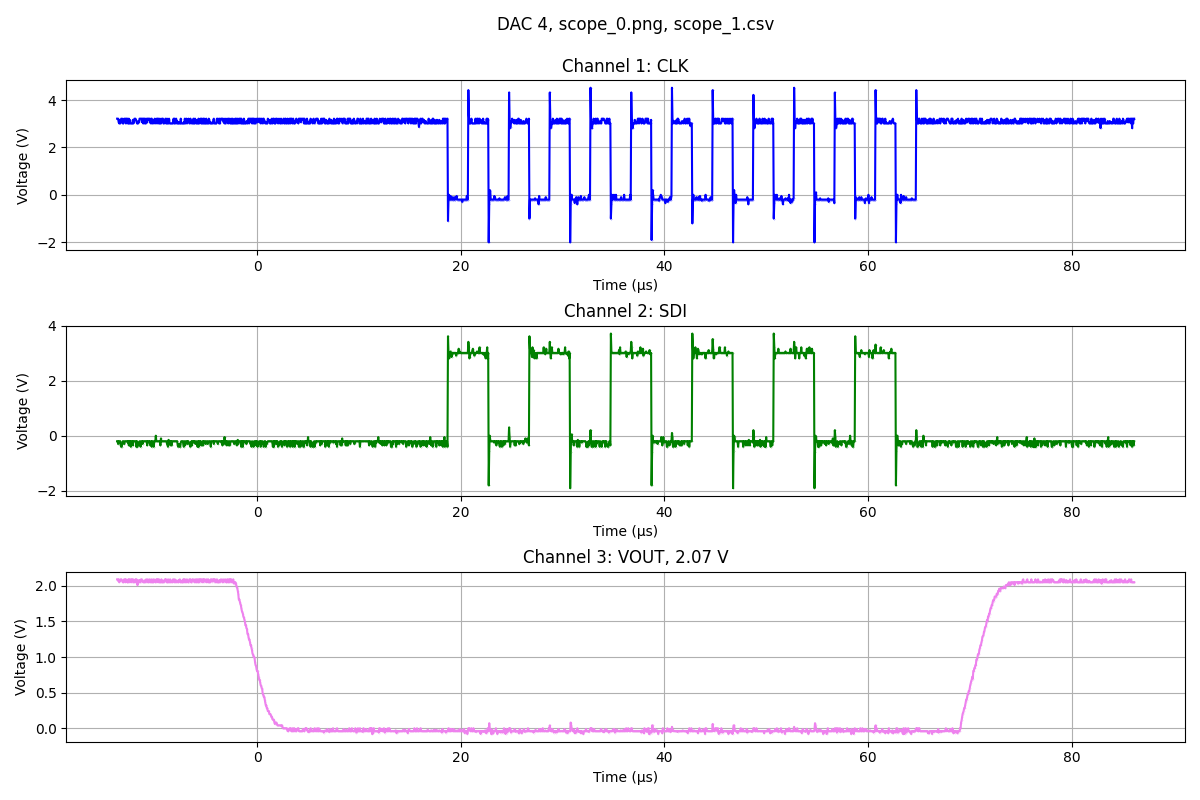 DAC 4, scope_0.png, scope_1.csv
Channel 1: CLK
Voltage (V)
4
2
0
−2
0 20 40 60 80
Time (µs)
Channel 2: SDI
Voltage (V)
4
2
0
−2
0 20 40 60 80
Time (µs)
Channel 3: VOUT, 2.07 V
Voltage (V)
2.0
1.5
1.0
0.5
0.0
0 20 40 60 80
Time (µs)